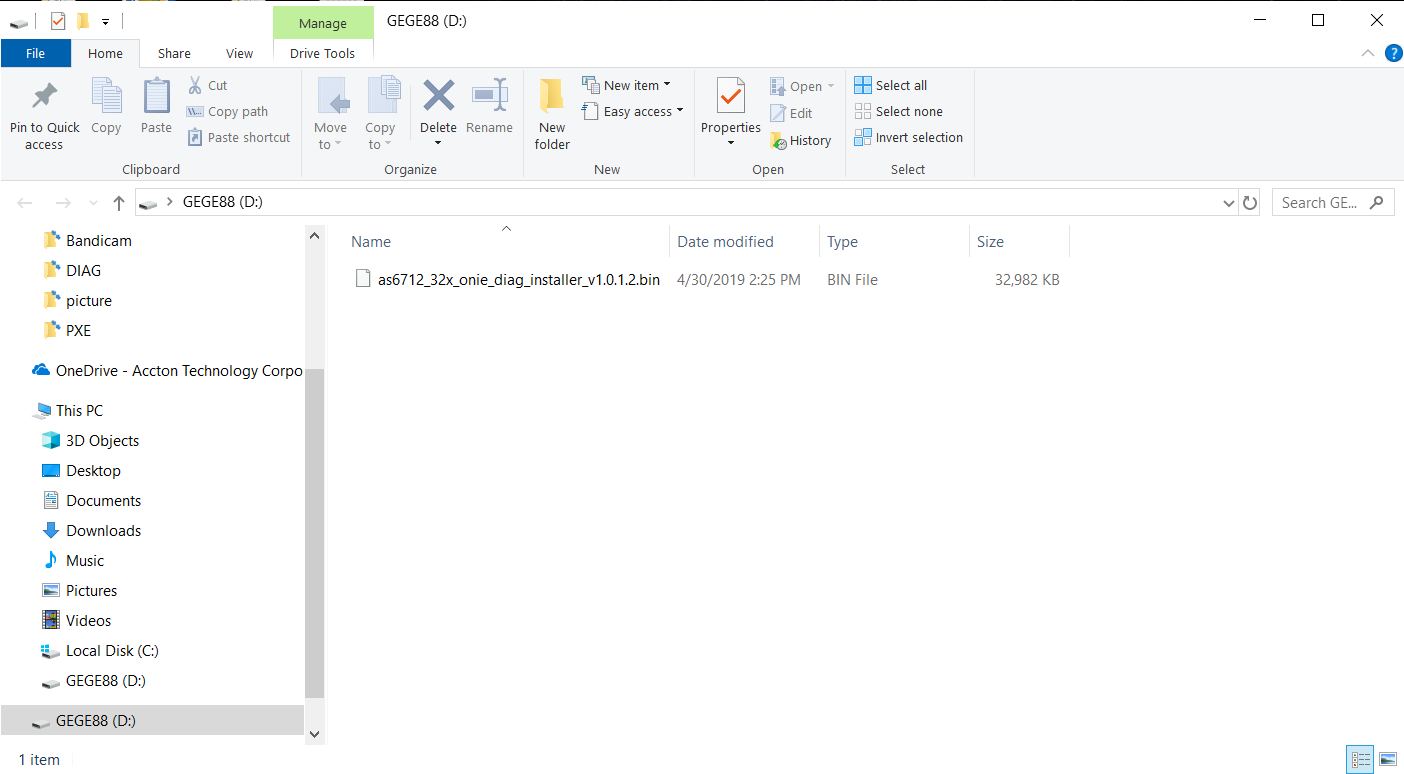 Manage
GEGE88 (D:)
File
Home
Share
View
Drive Tools
Pin to Quick access
Copy
Paste
Cut
Copy path
Paste shortcut
Clipboard
Move to
Copy to
Delete
Rename
Organize
New folder
New item
Easy access
New
Properties
Open
Edit
History
Open
Select all
Select none
Invert selection
Select
GEGE88 (D:)
Search GE...
Bandicam
DIAG
picture
PXE
OneDrive - Accton Technology Corpo
This PC
3D Objects
Desktop
Documents
Downloads
Music
Pictures
Videos
Local Disk (C:)
GEGE88 (D:)
GEGE88 (D:)
Name
Date modified
Type
Size
as6712_32x_onie_diag_installer_v1.0.1.2.bin
4/30/2019 2:25 PM
BIN File
32,982 KB
1 item